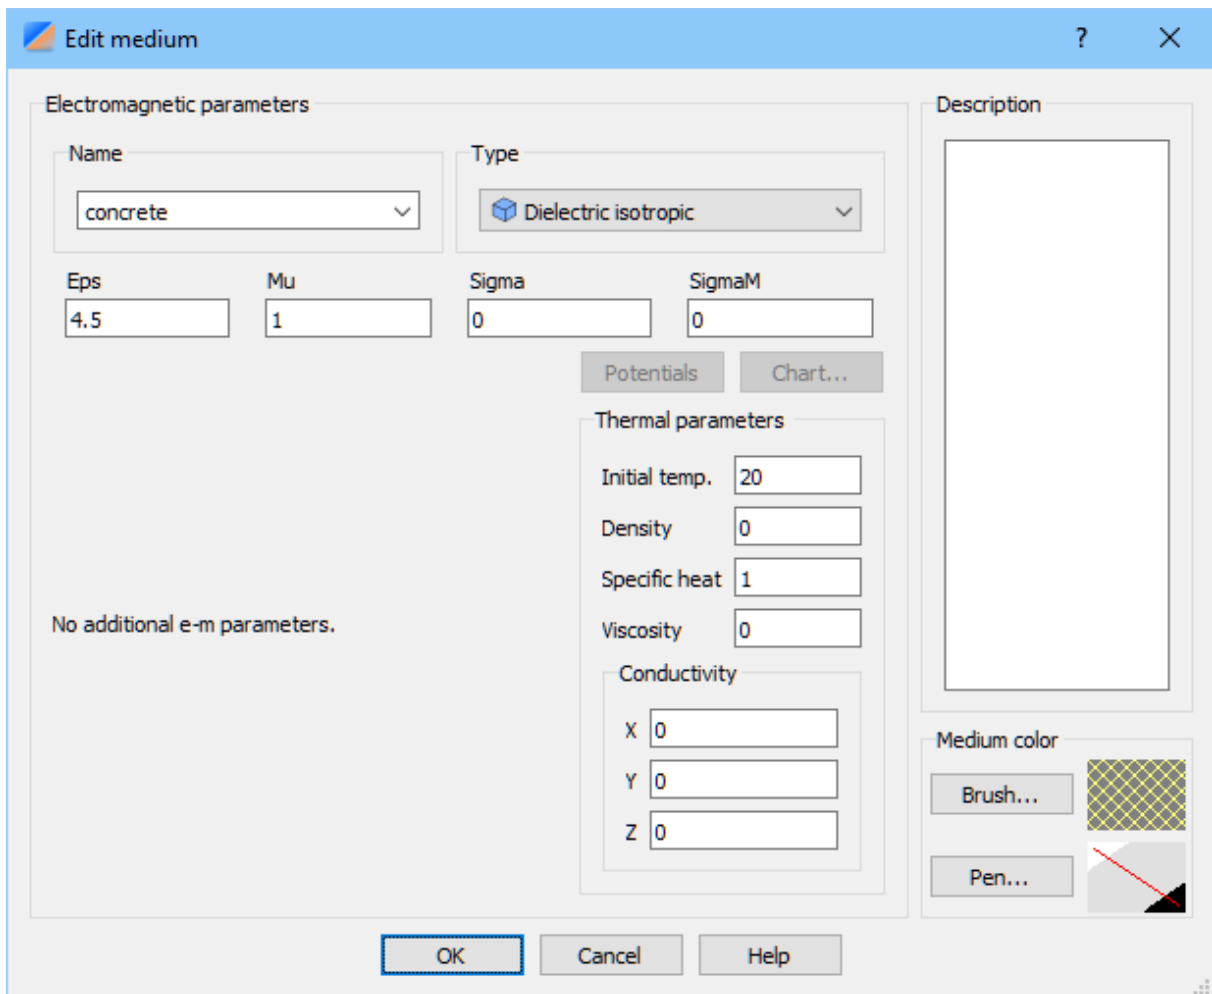 Edit medium
?
Electromagnetic parameters
Description
Name
Type
concrete
Dielectric isotropic
Eps
Mu
Sigma
SigmaM
4.5
1
0
0
Potentials
Chart...
Thermal parameters
Initial temp.
20
Density
0
Specific heat
1
No additional e-m parameters.
Viscosity
0
Conductivity
X
0
Y
0
Z
0
Medium color
Brush...
Pen...
OK
Cancel
Help